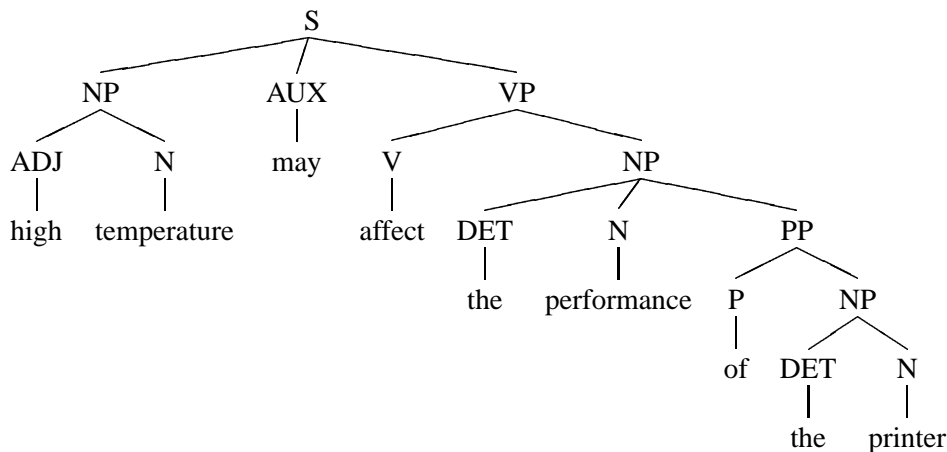 S
NP AUX VP
ADJ N may V NP
high temperature affect DET N PP
the performance P NP
of DET N
the printer